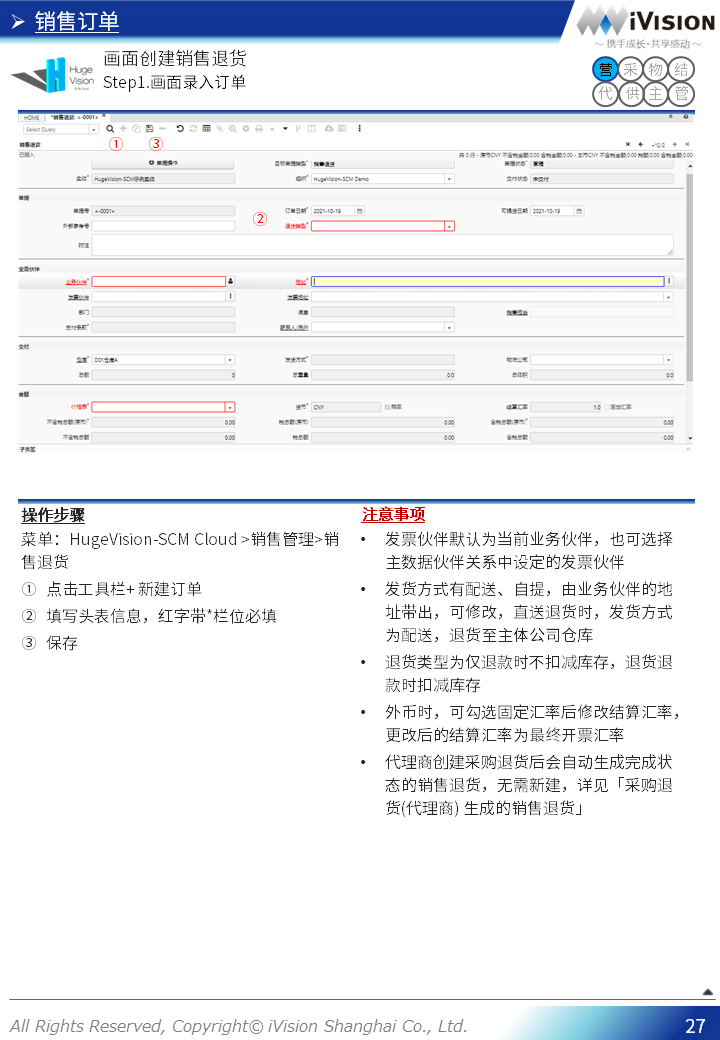 销售订单
iVision
～ 携手成长·共享感动 ～
画面创建销售退货
Huge
Vision
Step1.画面录入订单
营 采 物 结
代 供 主 管
HOME *销售退货: <-0001>
Select Query
① ③
销售退货 +*2/2
已插入 共 0 行 - 原币CNY 不含税金额:0.00 含税金额:0.00 - 本币CNY 不含税金额:0.00 税额:0.00 含税金额:0.00
单据操作 目标单据类型* 销售退货 单据状态* 草稿
实体* HugeVision-SCM示例实体 组织* HugeVision-SCM Demo 交付状态 未交付
单据
单据号 <-0001> 订单日期* 2021-10-19 可提货日期 2021-10-19
外部参考号 ② 退货类型*
附注
业务伙伴
业务伙伴* 地址*
发票伙伴 发票地址
部门 课室 销售担当
支付条款* 联系人/用户
交付
仓库* D01仓库A 发货方式* 物流公司
总数 0 总重量 0.0 总体积 0.0
金额
价格表* 货币* CNY 税率 结算汇率 1.0 固定汇率
不含税总额(原币)* 0.00 税总额(原币) 0.00 含税总额(原币)* 0.00
不含税总额 0.00 税总额 0.00 含税总额 0.00
子页签
操作步骤
菜单：HugeVision-SCM Cloud >销售管理>销
售退货
① 点击工具栏+ 新建订单
② 填写头表信息，红字带*栏位必填
③ 保存
注意事项
• 发票伙伴默认为当前业务伙伴，也可选择
主数据伙伴关系中设定的发票伙伴
• 发货方式有配送、自提，由业务伙伴的地
址带出，可修改，直送退货时，发货方式
为配送，退货至主体公司仓库
• 退货类型为仅退款时不扣减库存，退货退
款时扣减库存
• 外币时，可勾选固定汇率后修改结算汇率，
更改后的结算汇率为最终开票汇率
• 代理商创建采购退货后会自动生成完成状
态的销售退货，无需新建，详见「采购退
货(代理商) 生成的销售退货」
All Rights Reserved, Copyright© iVision Shanghai Co., Ltd.
27